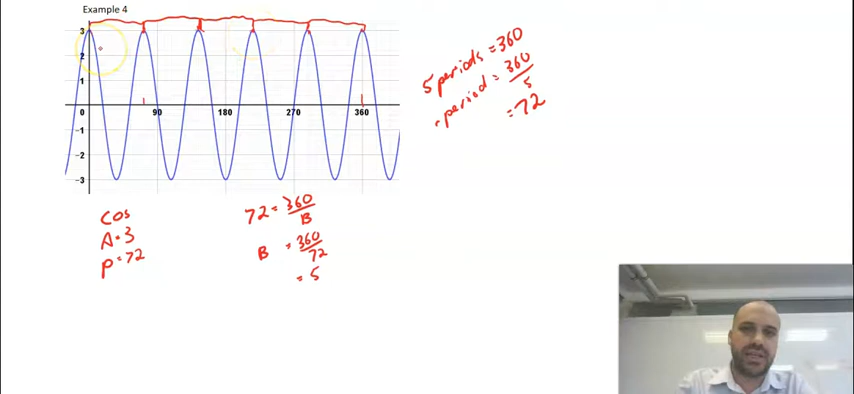 Example 4
3
2
1
0 90 180 270 360
-1
-2
-3
5 periods = 360
period = 360/5
= 72
Cos
A = 3
P = 72
72 = 360/B
B = 360/72
= 5